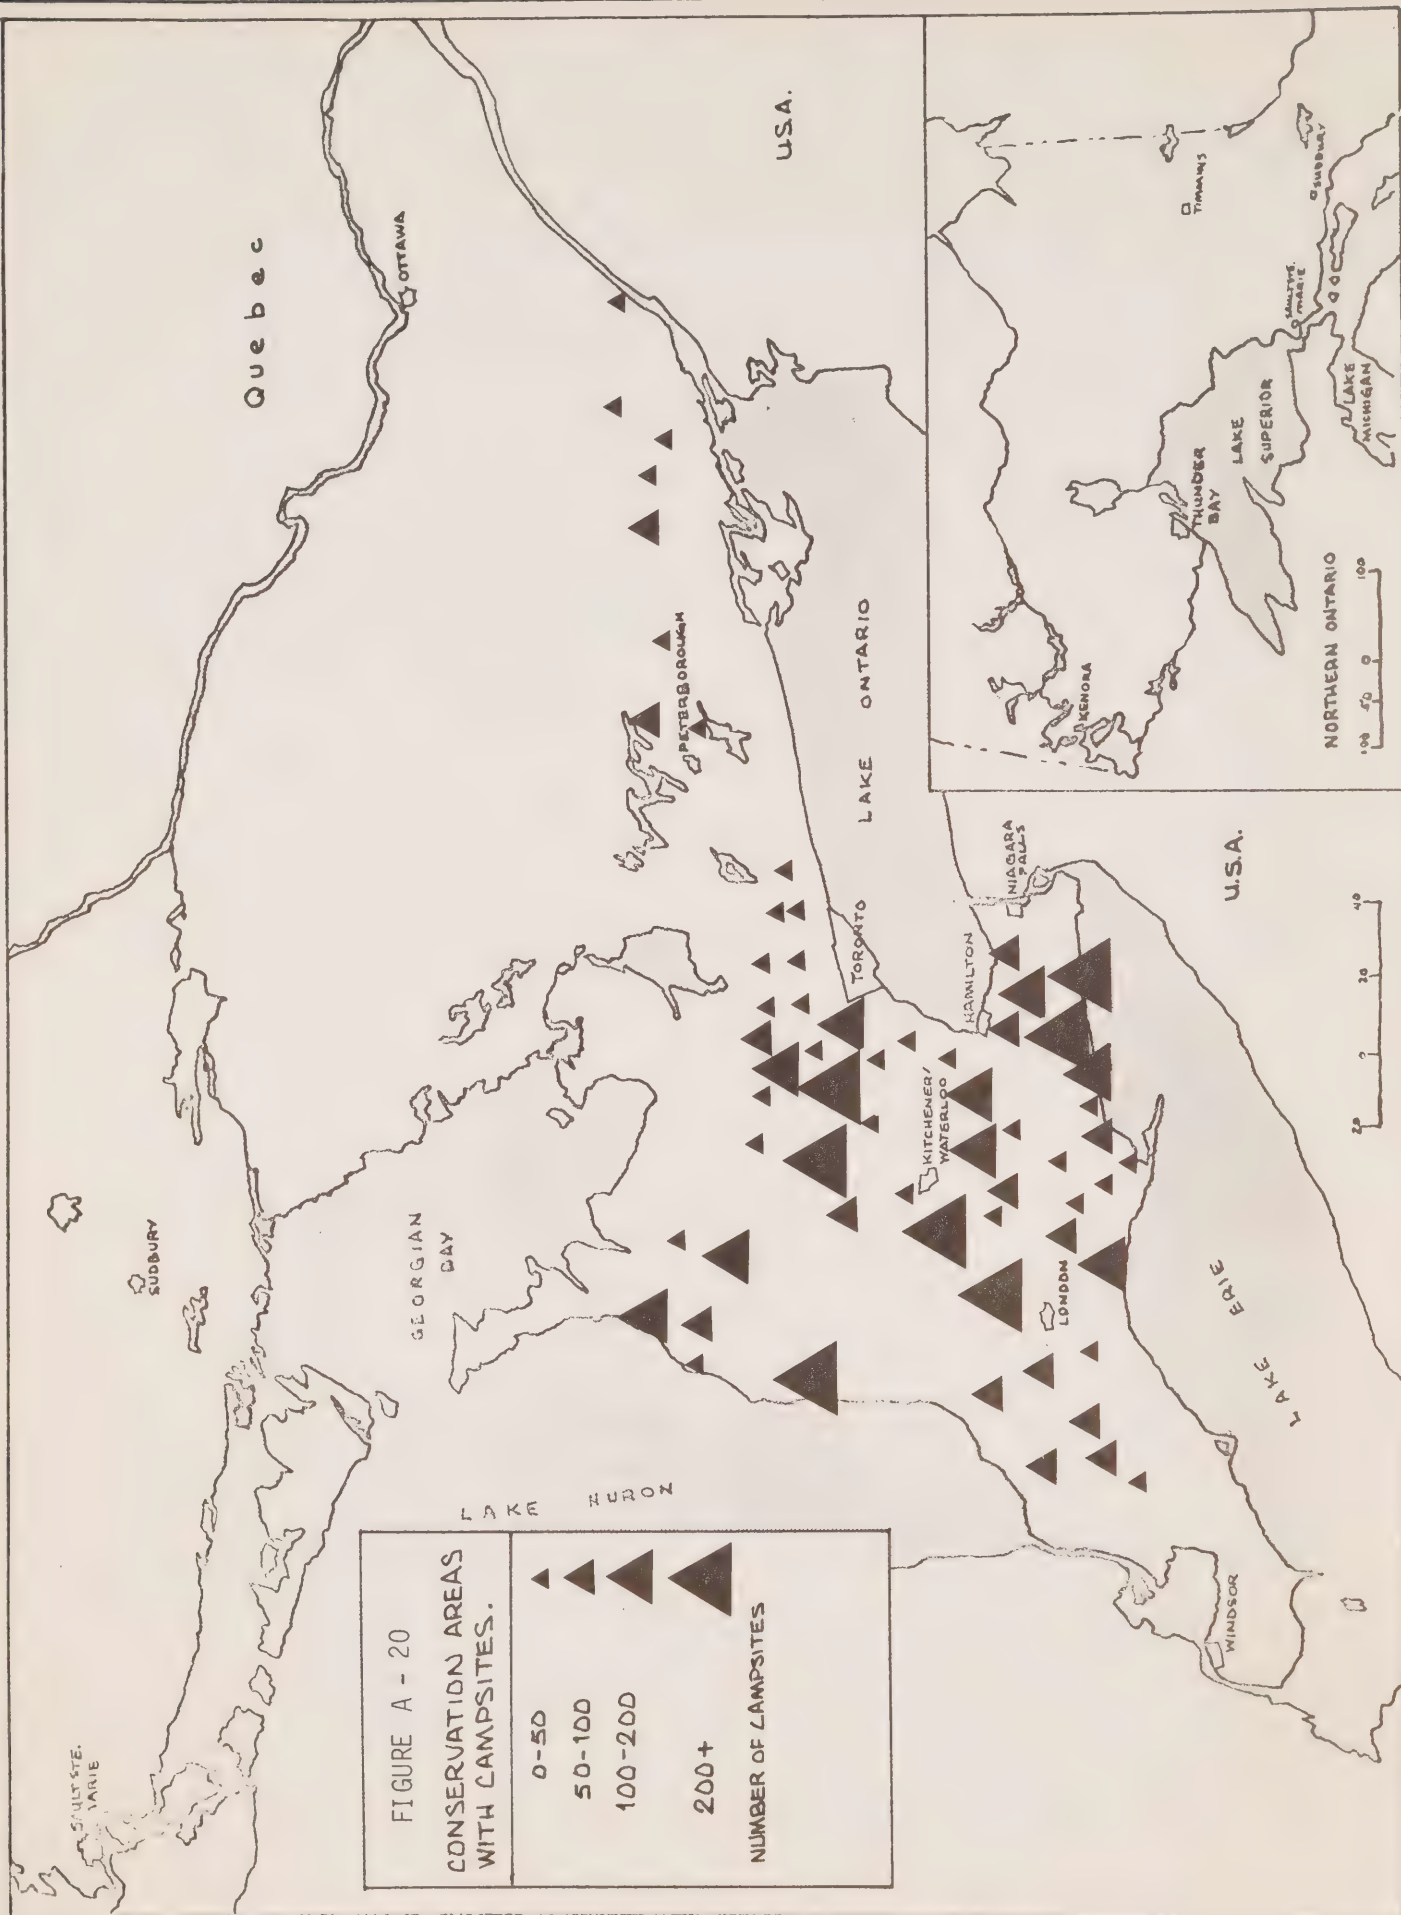 FIGURE A - 20
CONSERVATION AREAS
WITH CAMPSITES.
0-50
50-100
100-200
200+
NUMBER OF CAMPSITES
Quebec
OTTAWA
U.S.A.
SUDBURY
SAULT STE.
GEORGIAN
BAY
LAKE HURON
PETERBOROUGH
LAKE ONTARIO
TORONTO
HAMILTON
NIAGARA
FALLS
KITCHENER/
WATERLOO
LONDON
WINDSOR
LAKE ERIE
U.S.A.
20 0 20 40
TIMMINS
SUDBURY
SAULT STE.
MARIE
LAKE
MICHIGAN
LAKE
SUPERIOR
THUNDER
BAY
KENORA
NORTHERN ONTARIO
100 50 0 100